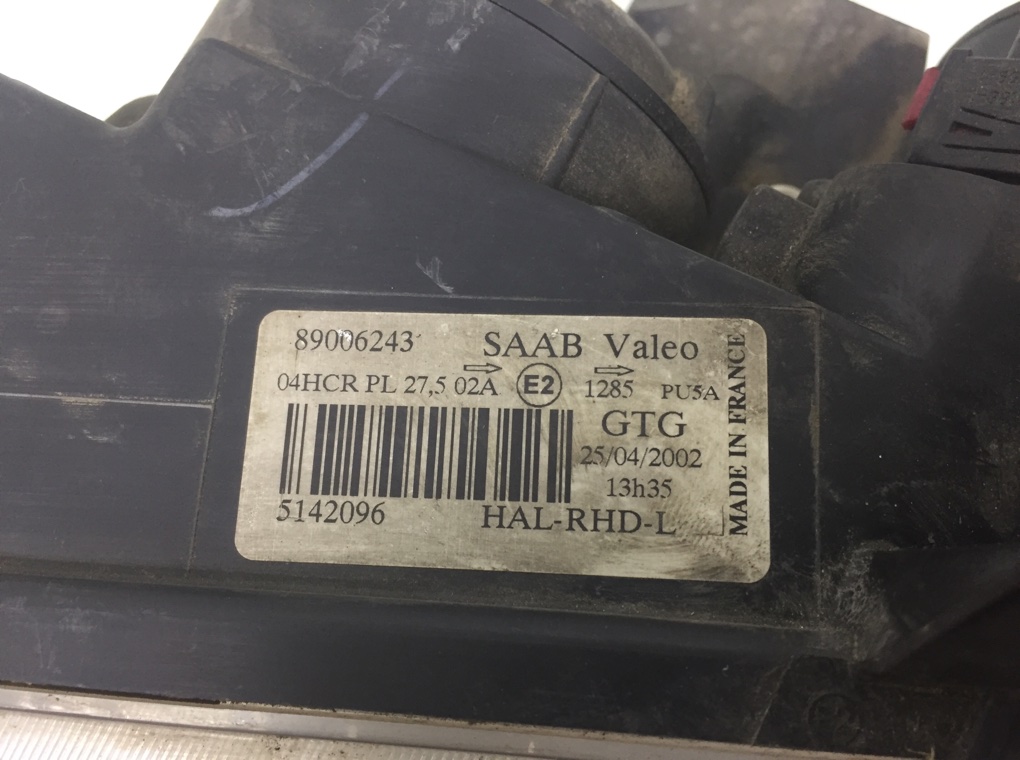 89006243 SAAB Valeo
04HCR PL 27,5 02A E2 1285 PU5A
GTG
25/04/2002
13h35
5142096 HAL-RHD-L
MADE IN FRANCE